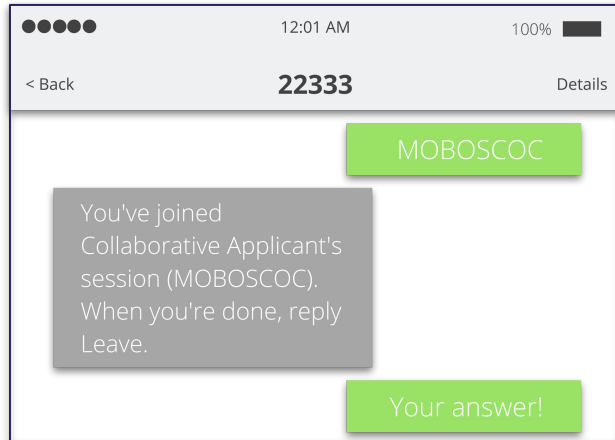 12:01 AM
100%
< Back
22333
Details
MOBOSCOC
You've joined
Collaborative Applicant's
session (MOBOSCOC).
When you're done, reply
Leave.
Your answer!